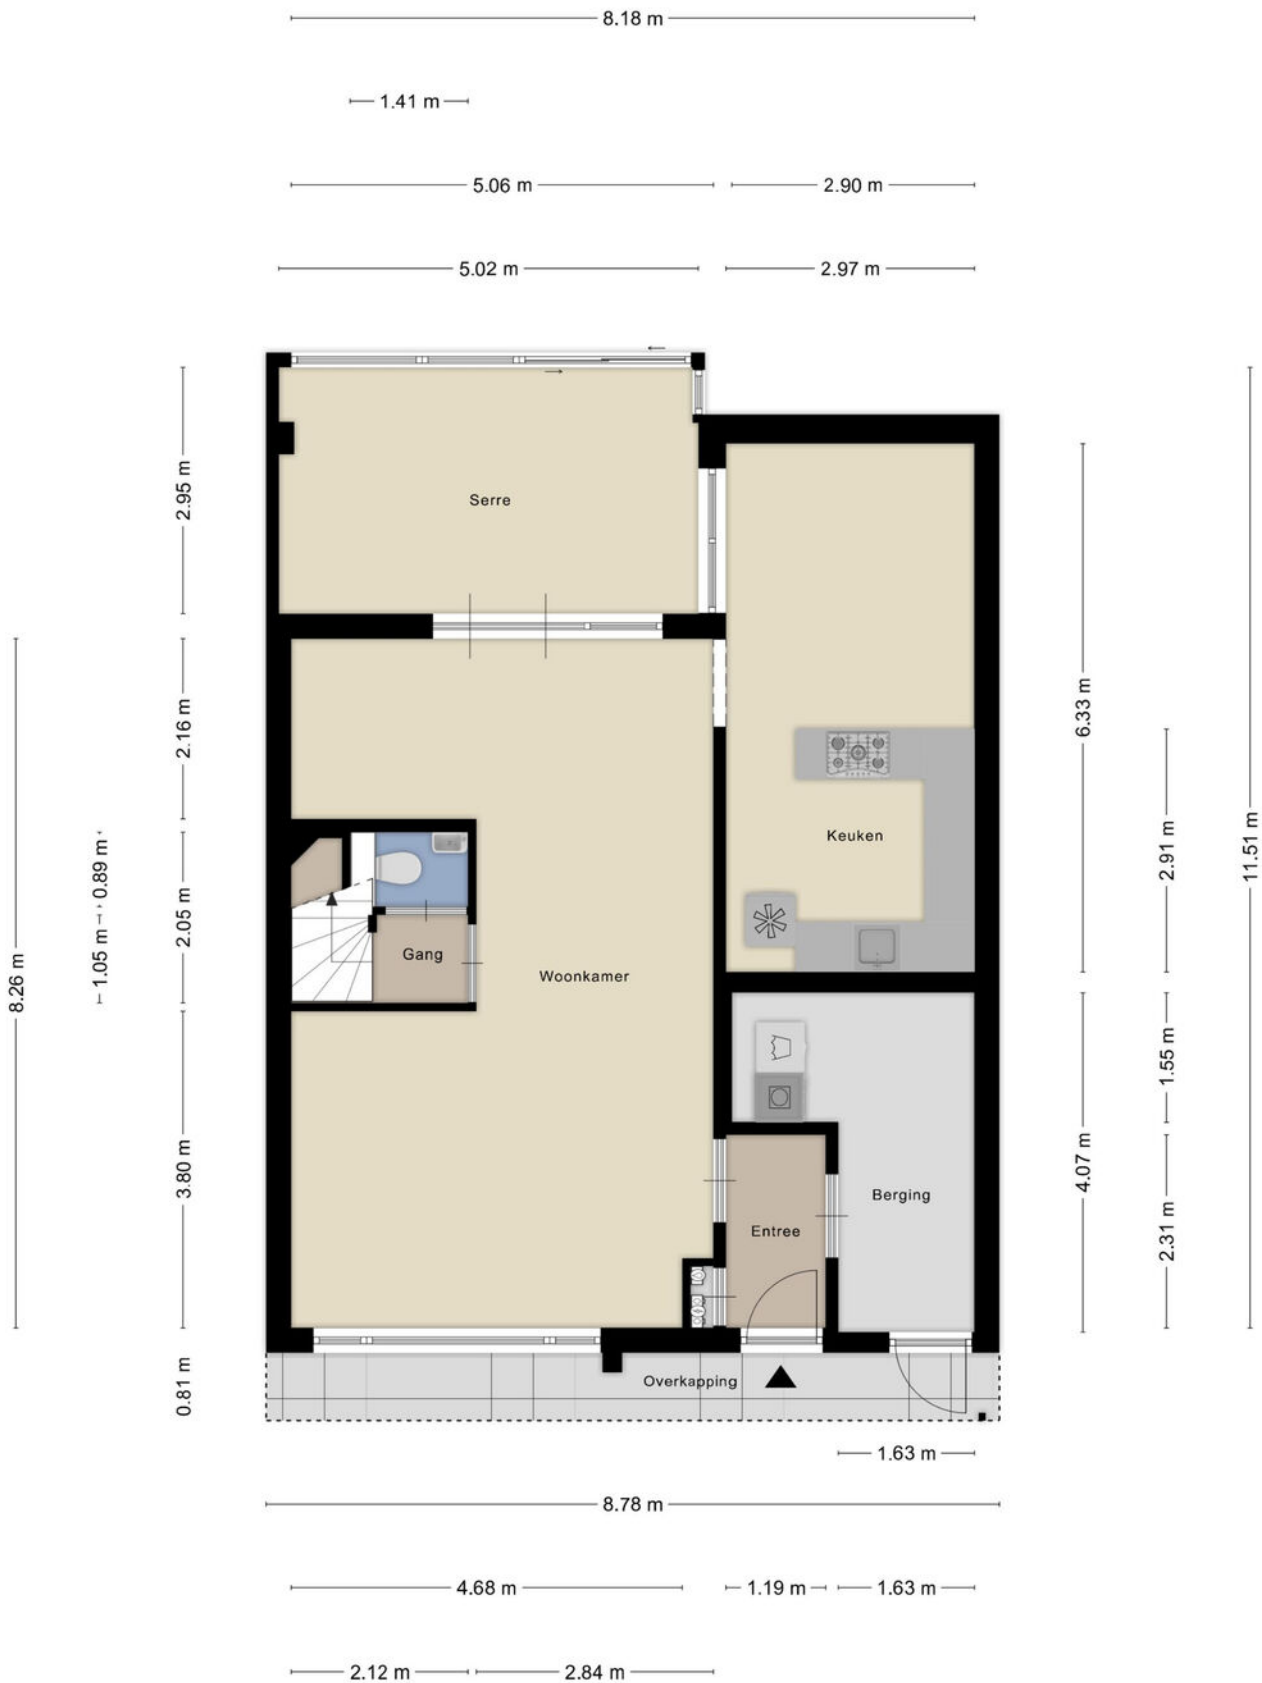 8.18 m
1.41 m
5.06 m
2.90 m
5.02 m
2.97 m
2.95 m
Serre
2.16 m
6.33 m
Keuken
2.91 m
11.51 m
0.89 m
1.05 m
2.05 m
8.26 m
Gang
Woonkamer
1.55 m
3.80 m
4.07 m
Berging
2.31 m
Entree
0.81 m
Overkapping
1.63 m
8.78 m
4.68 m
1.19 m
1.63 m
2.12 m
2.84 m